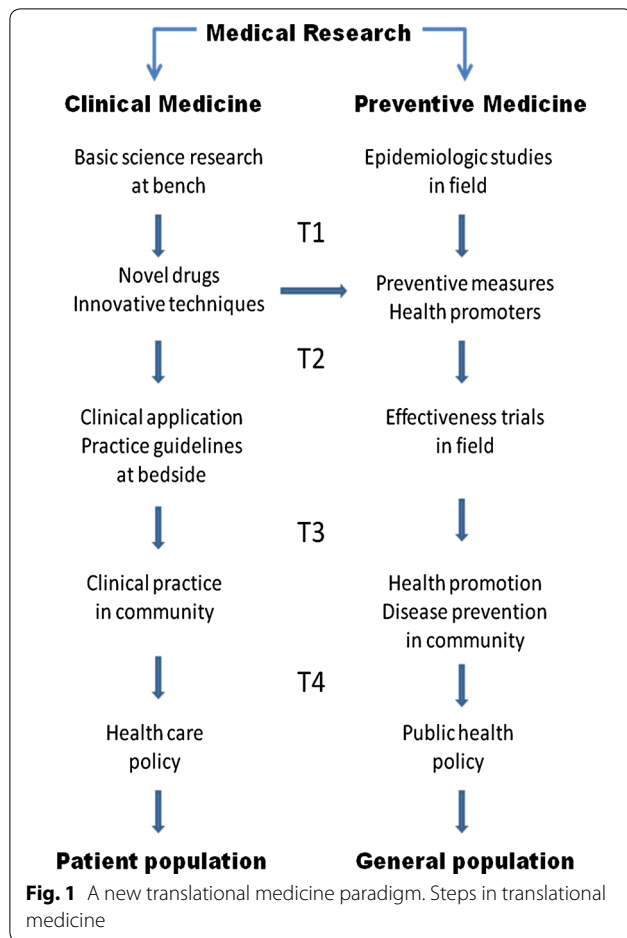 Medical Research
Clinical Medicine
Preventive Medicine
Basic science research
at bench
Epidemiologic studies
in field
T1
Novel drugs
Innovative techniques
Preventive measures
Health promoters
T2
Clinical application
Practice guidelines
at bedside
Effectiveness trials
in field
T3
Clinical practice
in community
Health promotion
Disease prevention
in community
T4
Health care
policy
Public health
policy
Patient population
General population
Fig. 1 A new translational medicine paradigm. Steps in translational
medicine